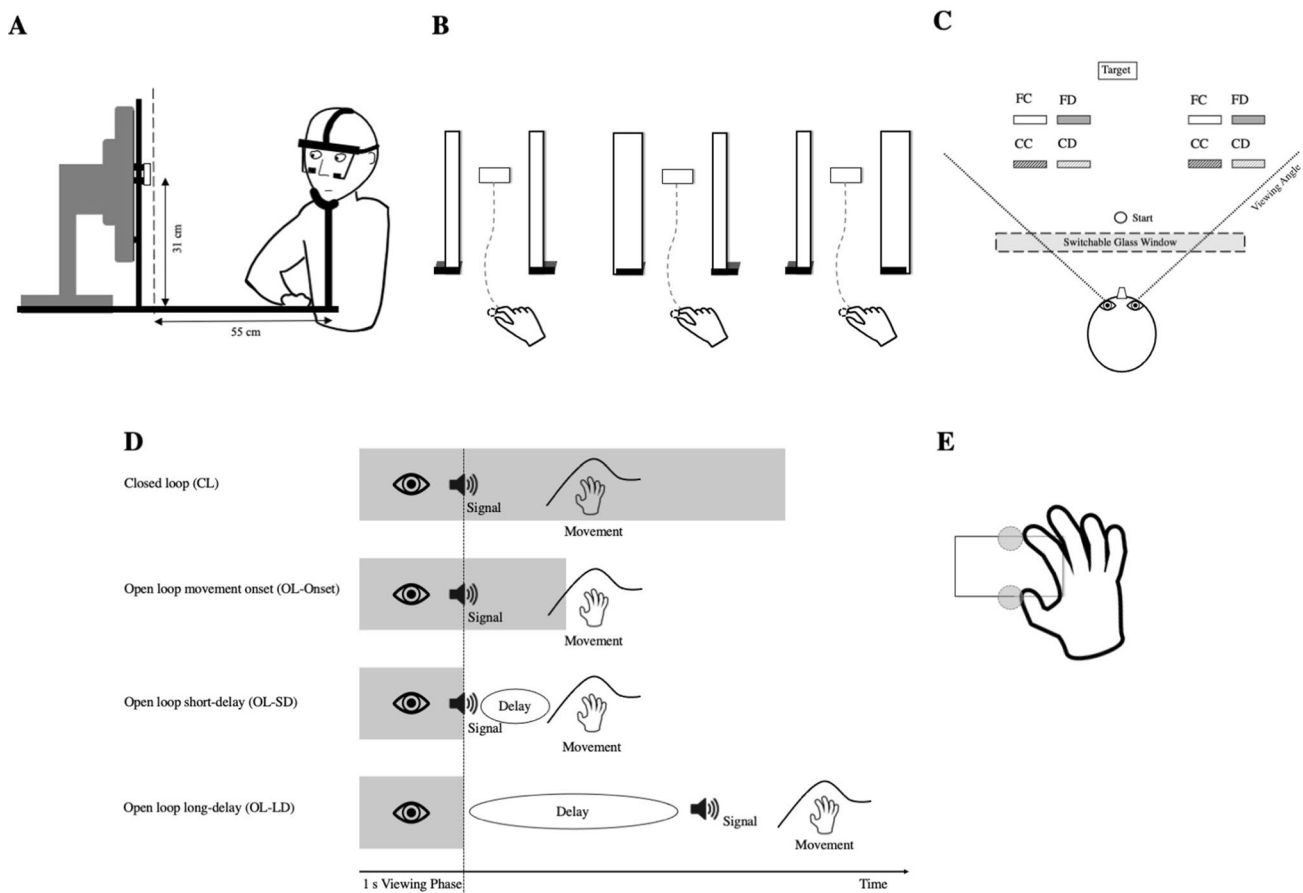 A
31 cm
55 cm
B
C
Target
FC FD FC FD
CC CD CC CD
Viewing Angle
Start
Switchable Glass Window
D
Closed loop (CL)
Signal
Movement
Open loop movement onset (OL-Onset)
Signal
Movement
Open loop short-delay (OL-SD)
Delay
Signal
Movement
Open loop long-delay (OL-LD)
Delay
Signal
Movement
1 s Viewing Phase
Time
E